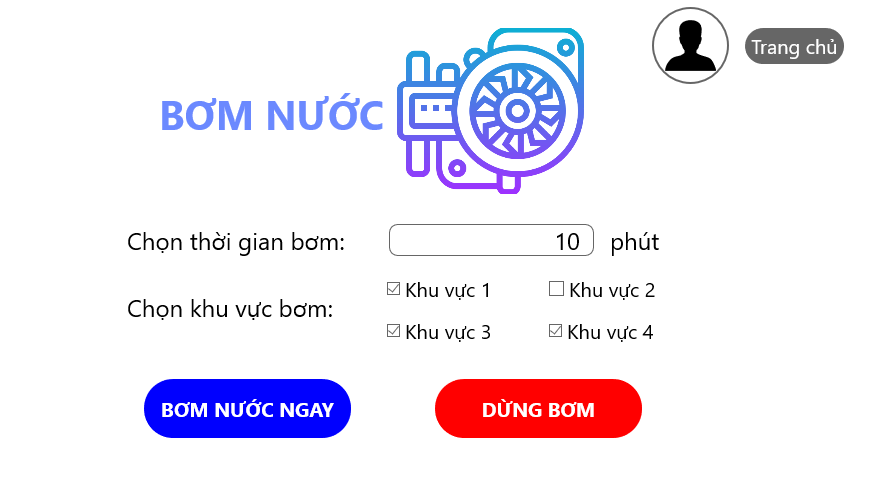 Trang chủ
BƠM NƯỚC
Chọn thời gian bơm: 10 phút
Khu vực 1 Khu vực 2
Chọn khu vực bơm:
Khu vực 3 Khu vực 4
BƠM NƯỚC NGAY DỪNG BƠM